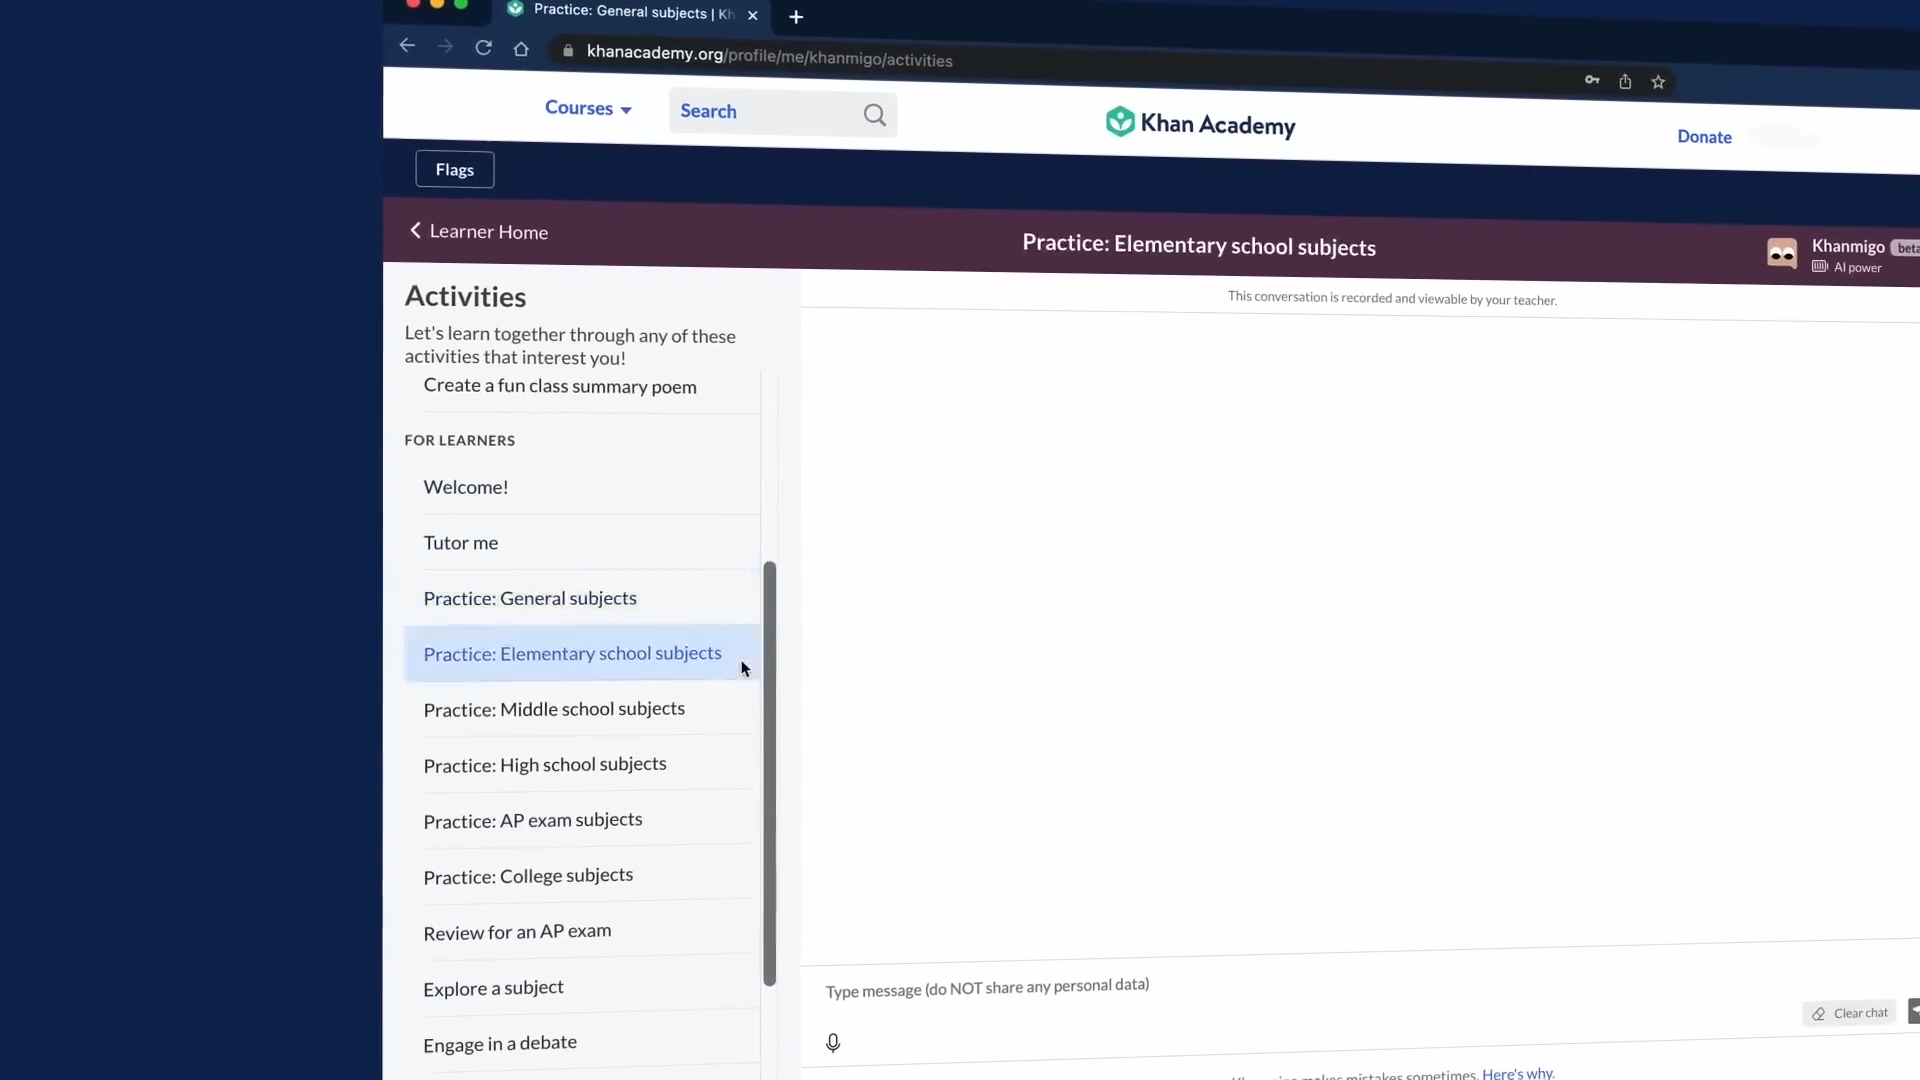 Practice: General subjects | Kh
khanacademy.org/profile/me/khanmigo/activities
Courses
Search
Khan Academy
Donate
Flags
Learner Home
Practice: Elementary school subjects
Khanmigo
beta
AI power
Activities
Let's learn together through any of these
activities that interest you!
This conversation is recorded and viewable by your teacher.
Create a fun class summary poem
FOR LEARNERS
Welcome!
Tutor me
Practice: General subjects
Practice: Elementary school subjects
Practice: Middle school subjects
Practice: High school subjects
Practice: AP exam subjects
Practice: College subjects
Review for an AP exam
Explore a subject
Engage in a debate
Type message (do NOT share any personal data)
Clear chat
Khanmigo makes mistakes sometimes. Here's why.